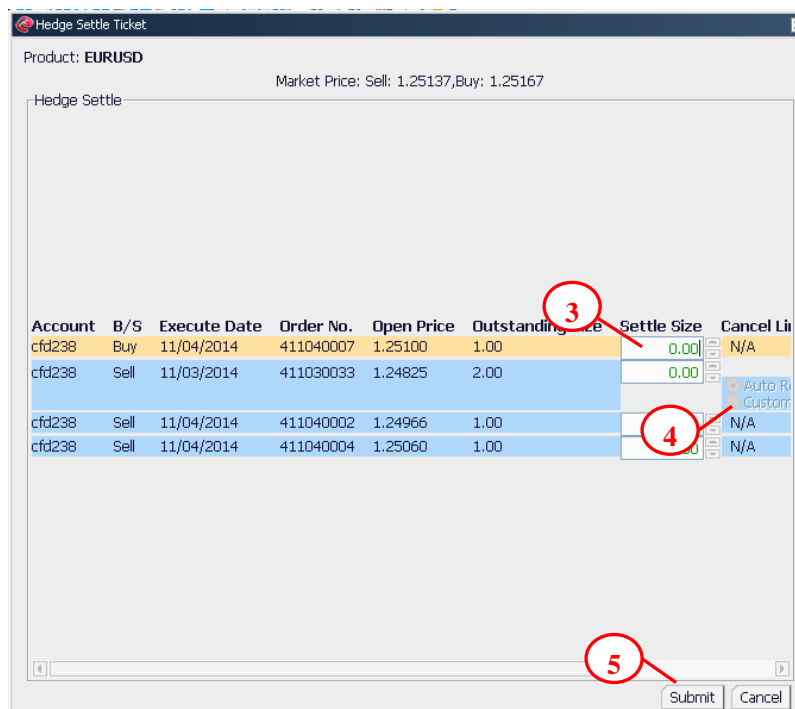 Hedge Settle Ticket
Product: EURUSD
Market Price: Sell: 1.25137,Buy: 1.25167
Hedge Settle
3
Account B/S Execute Date Order No. Open Price Outstanding Settle Size Cancel
cfd238 Buy 11/04/2014 411040007 1.25100 1.00 0.00 N/A
cfd238 Sell 11/03/2014 411030033 1.24825 2.00 0.00
Auto
Custom
cfd238 Sell 11/04/2014 411040002 1.24966 1.00 N/A
4
cfd238 Sell 11/04/2014 411040004 1.25060 1.00 N/A
5
Submit Cancel